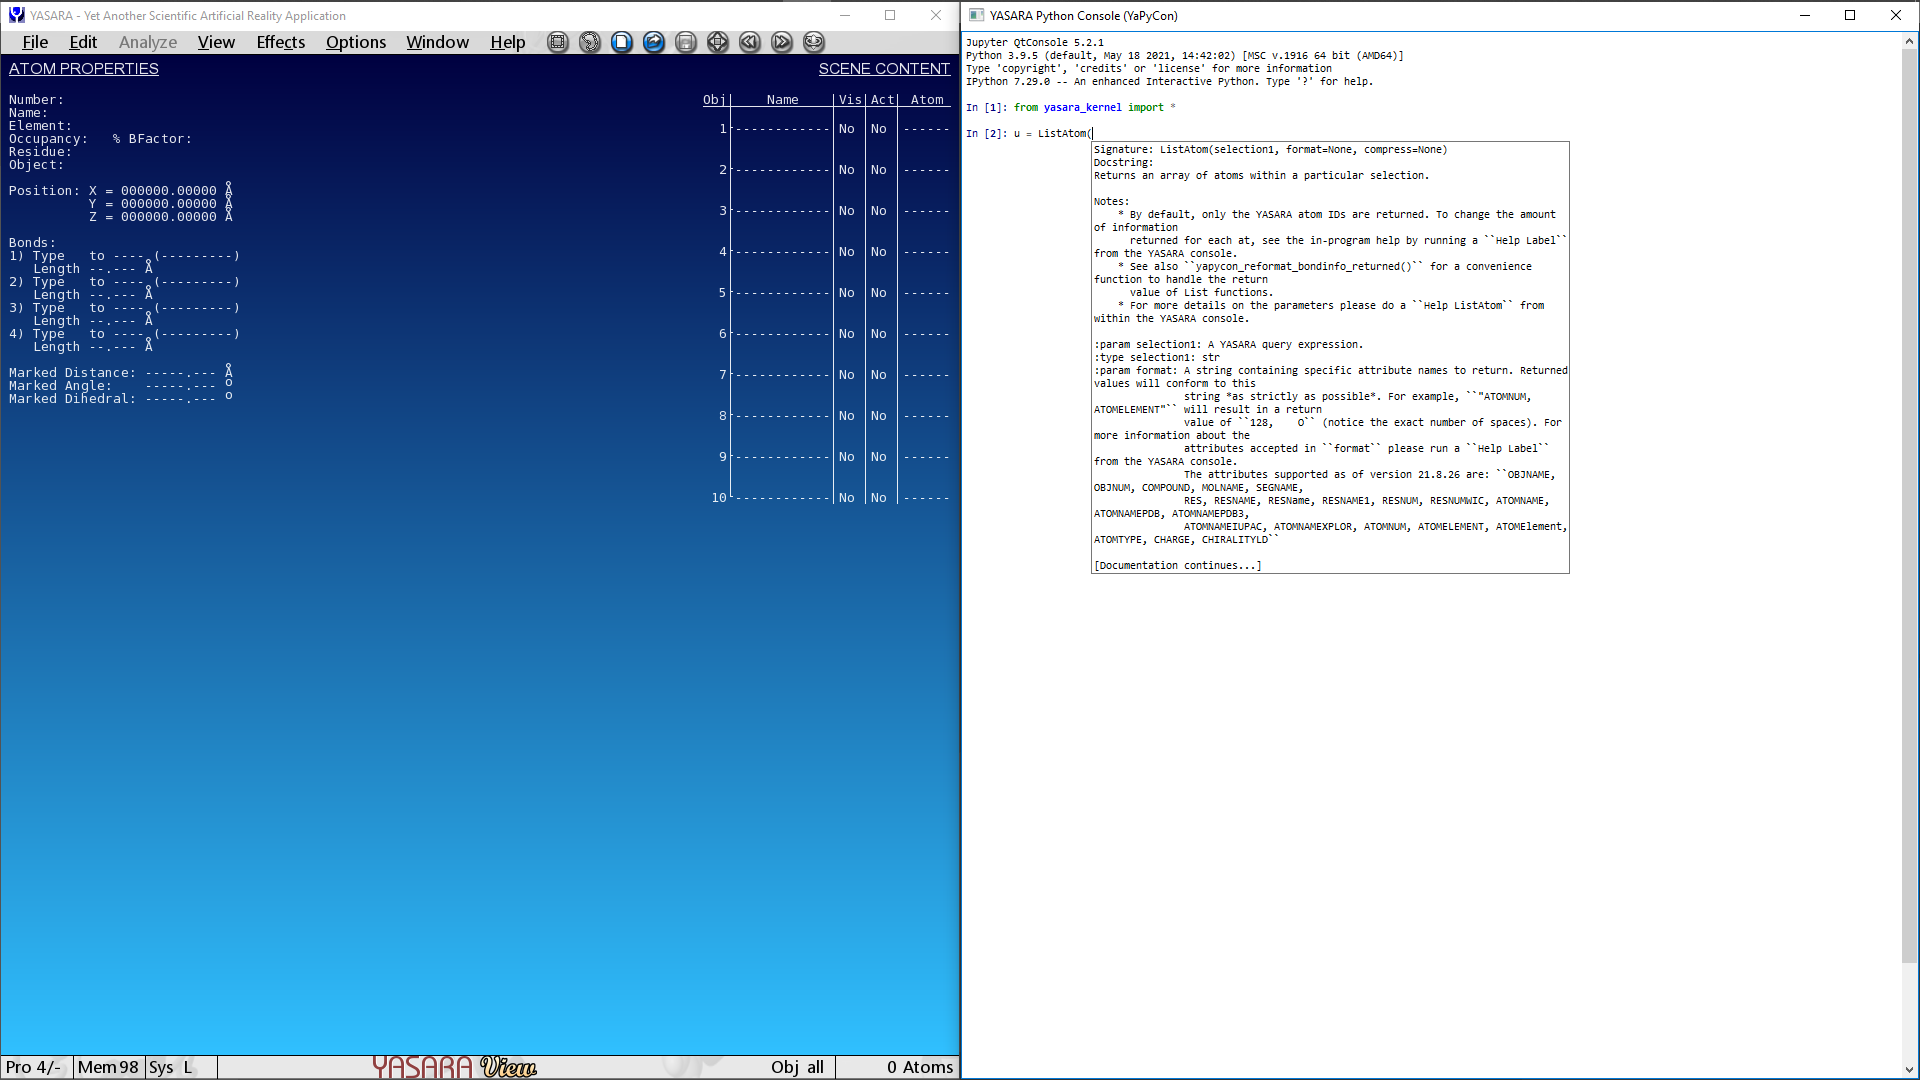 YASARA - Yet Another Scientific Artificial Reality Application
File Edit Analyze View Effects Options Window Help
ATOM PROPERTIES
Number:
Name:
Element:
Occupancy:   % BFactor:
Residue:
Object:
Position: X = 000000.00000 Å
Y = 000000.00000 Å
Z = 000000.00000 Å
Bonds:
1) Type   to ----.(---------)
Length --.--- Å
2) Type   to ----.(---------)
Length --.--- Å
3) Type   to ----.(---------)
Length --.--- Å
4) Type   to ----.(---------)
Length --.--- Å
Marked Distance: -----.--- Å
Marked Angle:    -----.--- o
Marked Dihedral: -----.--- o
SCENE CONTENT
Obj Name Vis Act Atom
1 ------------ No No ------
2 ------------ No No ------
3 ------------ No No ------
4 ------------ No No ------
5 ------------ No No ------
6 ------------ No No ------
7 ------------ No No ------
8 ------------ No No ------
9 ------------ No No ------
10 ------------ No No ------
Pro 4/- Mem 98 Sys L YASARA View Obj all 0 Atoms
YASARA Python Console (YaPyCon)
Jupyter QtConsole 5.2.1
Python 3.9.5 (default, May 18 2021, 14:42:02) [MSC v.1916 64 bit (AMD64)]
Type 'copyright', 'credits' or 'license' for more information
IPython 7.29.0 -- An enhanced Interactive Python. Type '?' for help.
In [1]: from yasara_kernel import *
In [2]: u = ListAtom(
Signature: ListAtom(selection1, format=None, compress=None)
Docstring:
Returns an array of atoms within a particular selection.
Notes:
* By default, only the YASARA atom IDs are returned. To change the amount
of information
returned for each at, see the in-program help by running a ``Help Label``
from the YASARA console.
* See also ``yapycon_reformat_bondinfo_returned()`` for a convenience
function to handle the return
value of List functions.
* For more details on the parameters please do a ``Help ListAtom`` from
within the YASARA console.
:param selection1: A YASARA query expression.
:type selection1: str
:param format: A string containing specific attribute names to return. Returned
values will conform to this
string *as strictly as possible*. For example, ``"ATOMNUM,
ATOMELEMENT"`` will result in a return
value of ``128,    O`` (notice the exact number of spaces). For
more information about the
attributes accepted in ``format`` please run a ``Help Label``
from the YASARA console.
The attributes supported as of version 21.8.26 are: ``OBJNAME,
OBJNUM, COMPOUND, MOLNAME, SEGNAME,
RES, RESNAME, RESName, RESNAME1, RESNUM, RESNUMWIC, ATOMNAME,
ATOMNAMEPDB, ATOMNAMEPDB3,
ATOMNAMEIUPAC, ATOMNAMEXPLOR, ATOMNUM, ATOMELEMENT, ATOMElement,
ATOMTYPE, CHARGE, CHIRALITYLD``
[Documentation continues...]